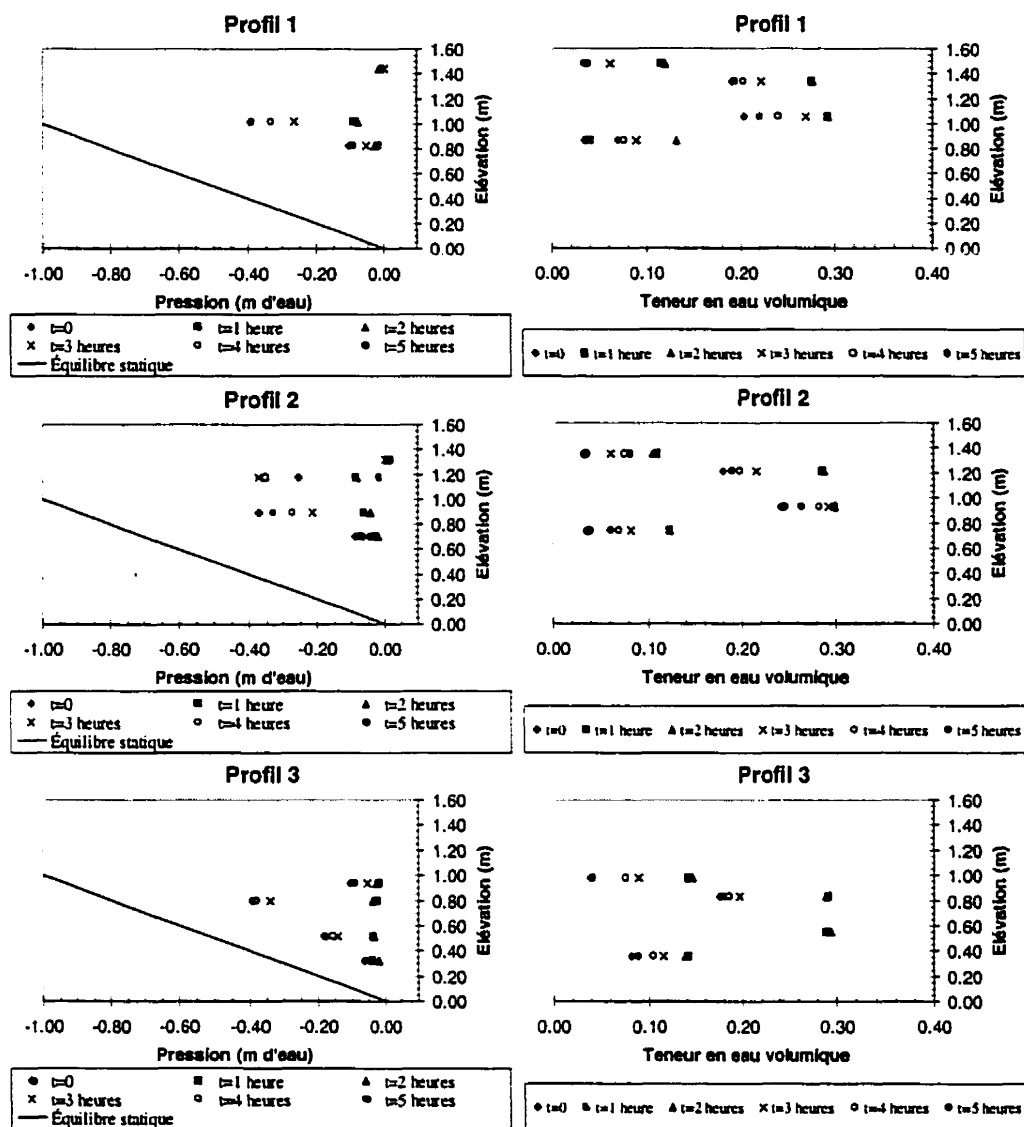 Profil 1
1.60
1.40
1.20
1.00
0.80
0.60
0.40
0.20
0.00
Elévation (m)
-1.00 -0.80 -0.60 -0.40 -0.20 0.00
Pression (m d'eau)
t=0 t=1 heure t=2 heures
t=3 heures t=4 heures t=5 heures
Équilibre statique
1.60
1.40
1.20
1.00
0.80
0.60
0.40
0.20
0.00
Elévation (m)
0.00 0.10 0.20 0.30 0.40
Teneur en eau volumique
t=0 t=1 heure t=2 heures t=3 heures t=4 heures t=5 heures
Profil 2
1.60
1.40
1.20
1.00
0.80
0.60
0.40
0.20
0.00
Elévation (m)
-1.00 -0.80 -0.60 -0.40 -0.20 0.00
Pression (m d'eau)
t=0 t=1 heure t=2 heures
t=3 heures t=4 heures t=5 heures
Équilibre statique
Profil 2
1.60
1.40
1.20
1.00
0.80
0.60
0.40
0.20
0.00
Elévation (m)
0.00 0.10 0.20 0.30 0.40
Teneur en eau volumique
t=0 t=1 heure t=2 heures t=3 heures t=4 heures t=5 heures
Profil 3
1.60
1.40
1.20
1.00
0.80
0.60
0.40
0.20
0.00
Elévation (m)
-1.00 -0.80 -0.60 -0.40 -0.20 0.00
Pression (m d'eau)
t=0 t=1 heure t=2 heures
t=3 heures t=4 heures t=5 heures
Équilibre statique
Profil 3
1.60
1.40
1.20
1.00
0.80
0.60
0.40
0.20
0.00
Elévation (m)
0.00 0.10 0.20 0.30 0.40
Teneur en eau volumique
t=0 t=1 heure t=2 heures t=3 heures t=4 heures t=5 heures
Profil 1